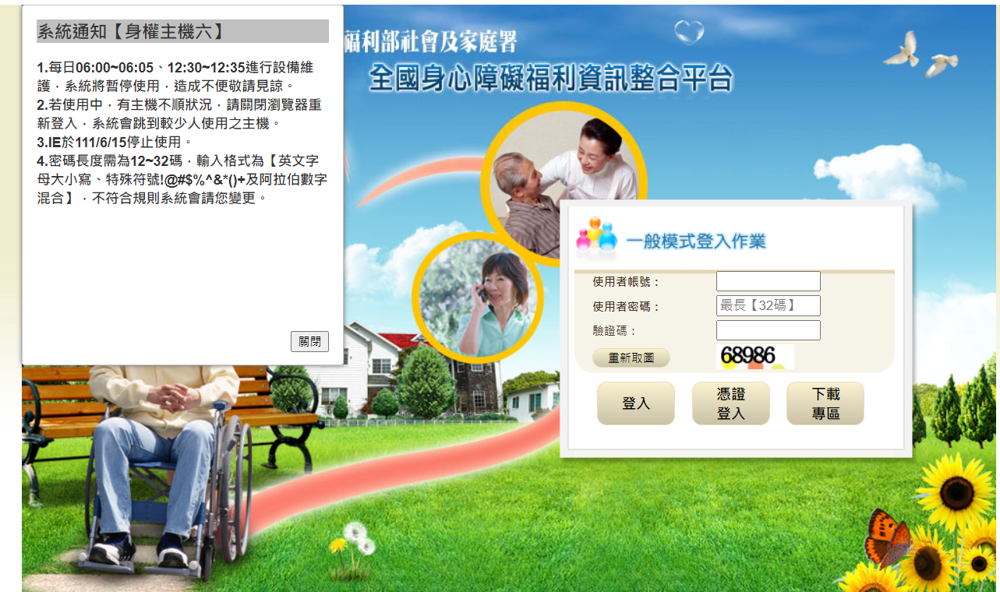 系統通知【身權主機六】
1.每日06:00~06:05、12:30~12:35進行設備維
護，系統將暫停使用，造成不便敬請見諒。
2.若使用中，有主機不順狀況，請關閉瀏覽器重
新登入，系統會跳到較少人使用之主機。
3.IE於111/6/15停止使用。
4.密碼長度需為12~32碼，輸入格式為【英文字
母大小寫、特殊符號!@#$%^&*()+及阿拉伯數字
混合】，不符合規則系統會請您變更。
關閉
福利部社會及家庭署
全國身心障礙福利資訊整合平台
一般模式登入作業
使用者帳號：
使用者密碼：
最長【32碼】
驗證碼：
重新取圖
68986
登入
憑證
登入
下載
專區